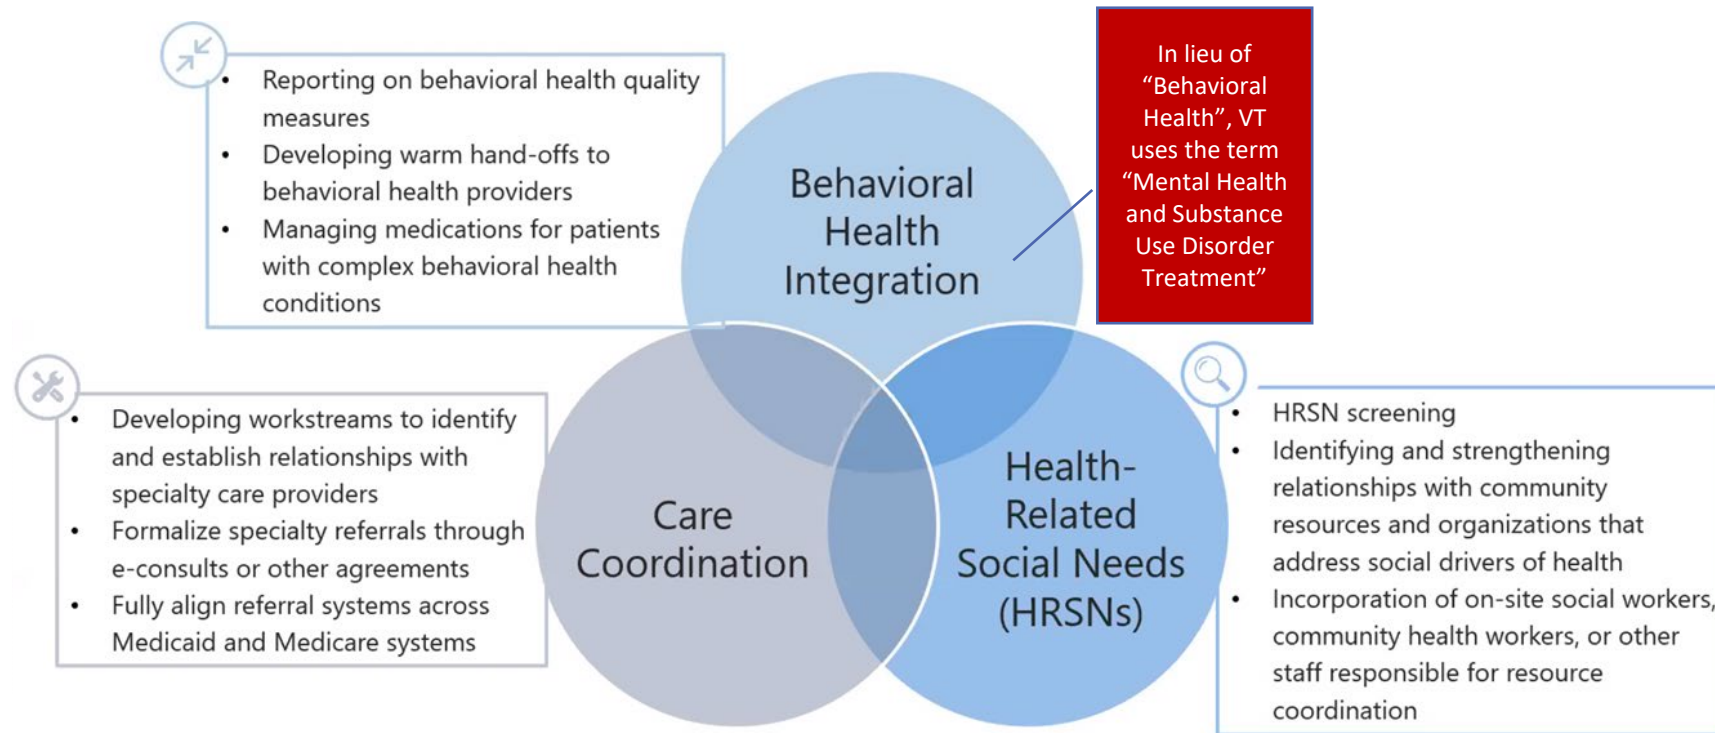 • Reporting on behavioral health quality
measures
• Developing warm hand-offs to
behavioral health providers
• Managing medications for patients
with complex behavioral health
conditions
Behavioral
Health
Integration
In lieu of
“Behavioral
Health”, VT
uses the term
“Mental Health
and Substance
Use Disorder
Treatment”
• Developing workstreams to identify
and establish relationships with
specialty care providers
• Formalize specialty referrals through
e-consults or other agreements
• Fully align referral systems across
Medicaid and Medicare systems
Care
Coordination
Health-
Related
Social Needs
(HRSNs)
• HRSN screening
• Identifying and strengthening
relationships with community
resources and organizations that
address social drivers of health
• Incorporation of on-site social workers,
community health workers, or other
staff responsible for resource
coordination